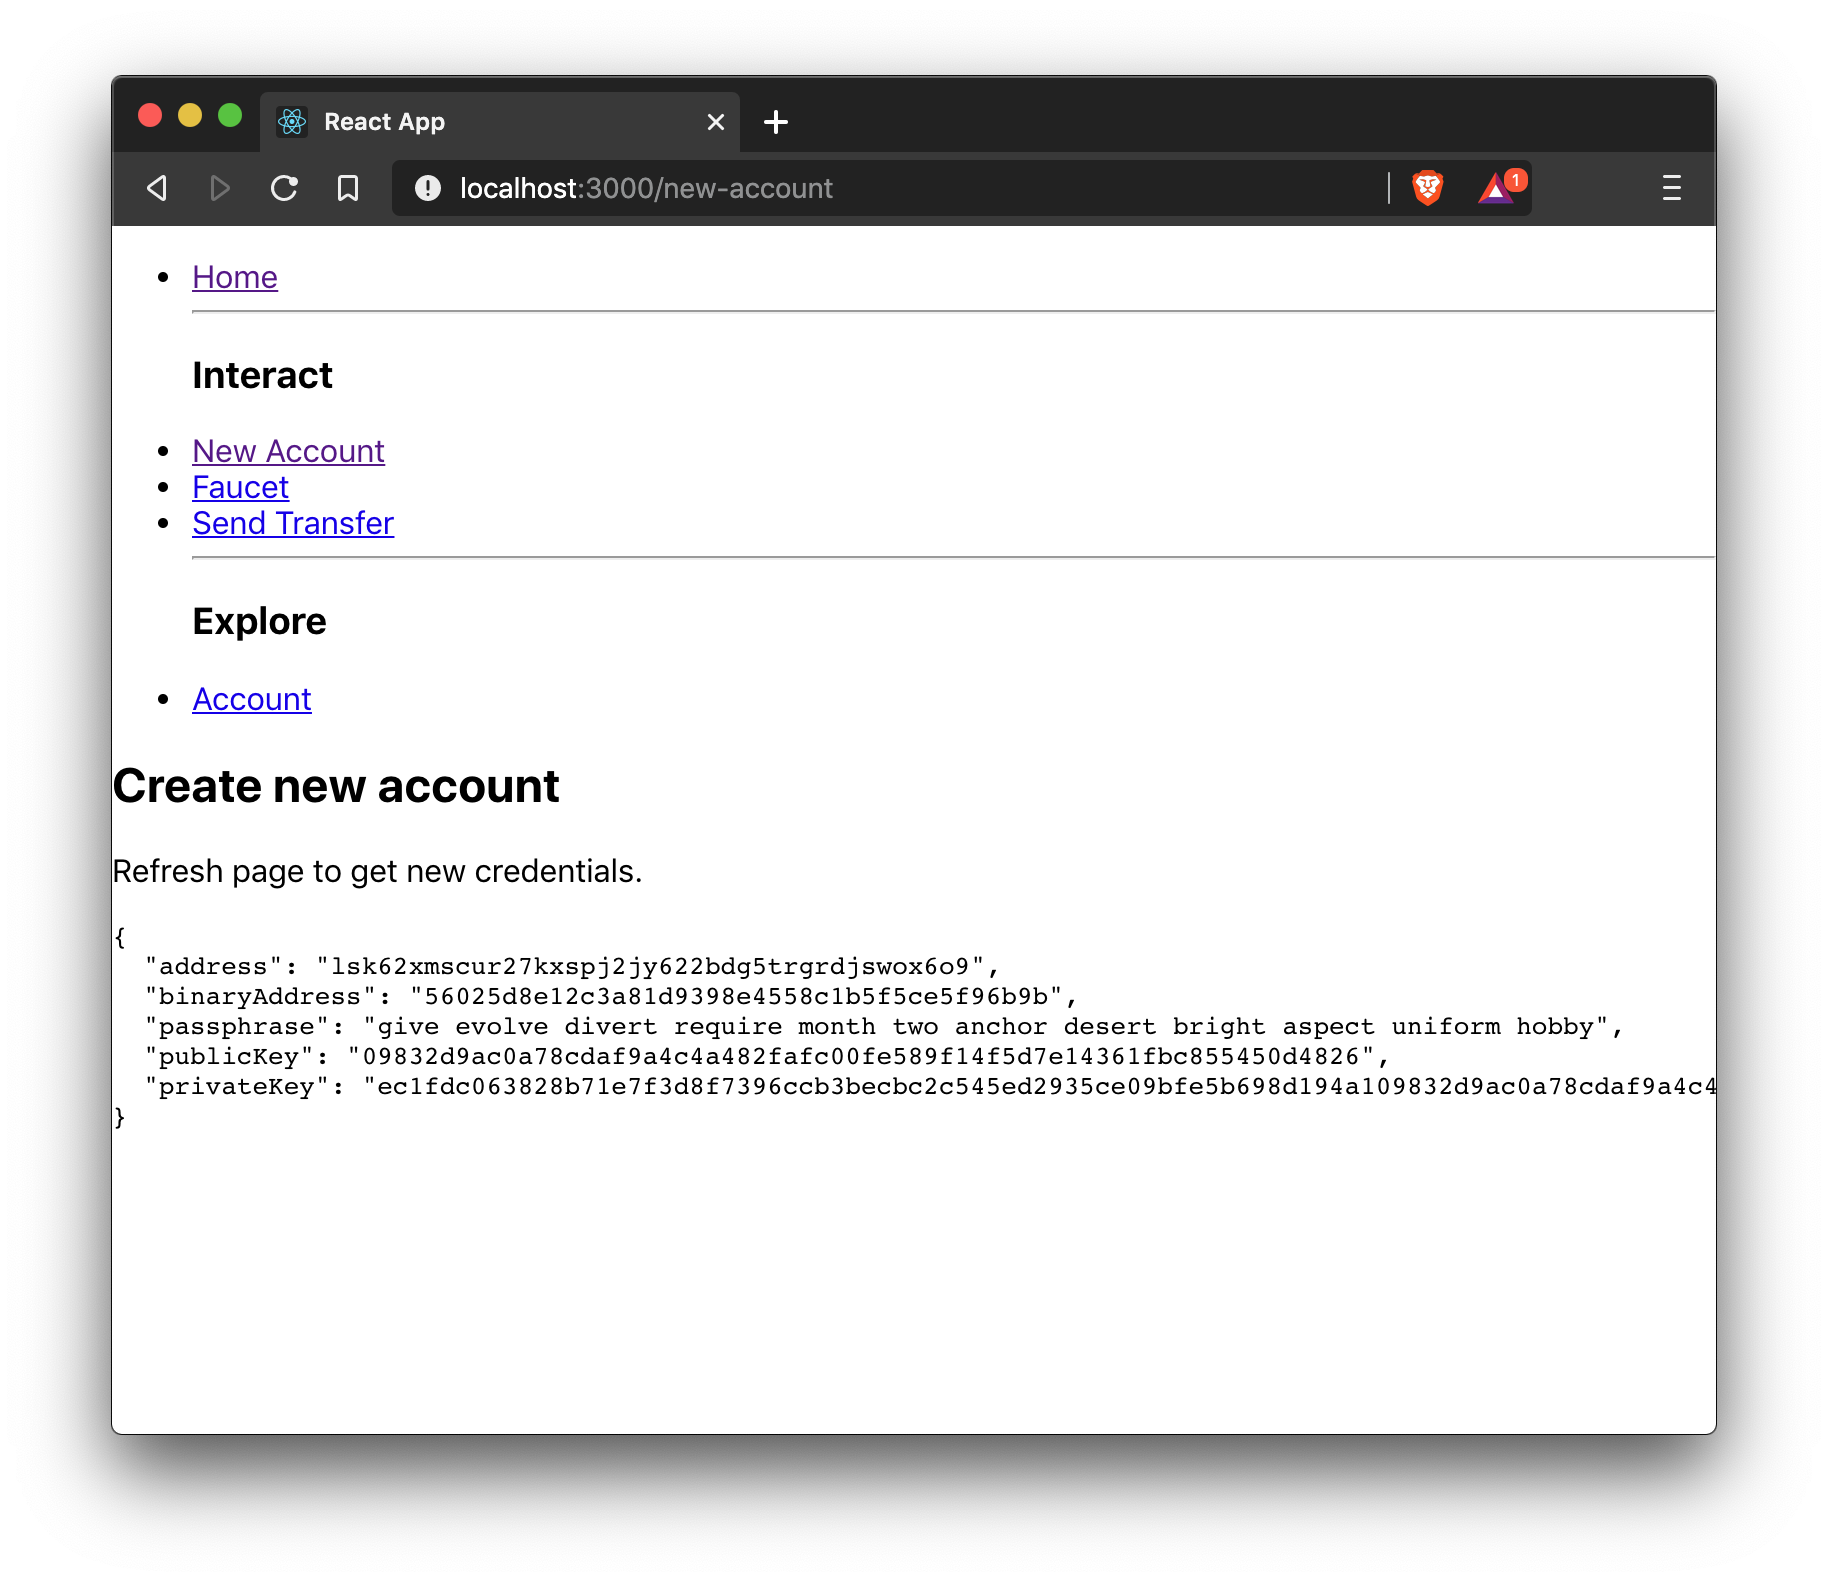 React App
localhost:3000/new-account
1
Home
Interact
New Account
Faucet
Send Transfer
Explore
Account
Create new account
Refresh page to get new credentials.
{
"address": "lsk62xmscur27kxspj2jy622bdg5trgrdjswox6o9",
"binaryAddress": "56025d8e12c3a81d9398e4558c1b5f5ce5f96b9b",
"passphrase": "give evolve divert require month two anchor desert bright aspect uniform hobby",
"publicKey": "09832d9ac0a78cdaf9a4c4a482fafc00fe589f14f5d7e14361fbc855450d4826",
"privateKey": "ec1fdc063828b71e7f3d8f7396ccb3becbc2c545ed2935ce09bfe5b698d194a109832d9ac0a78cdaf9a4c4
}